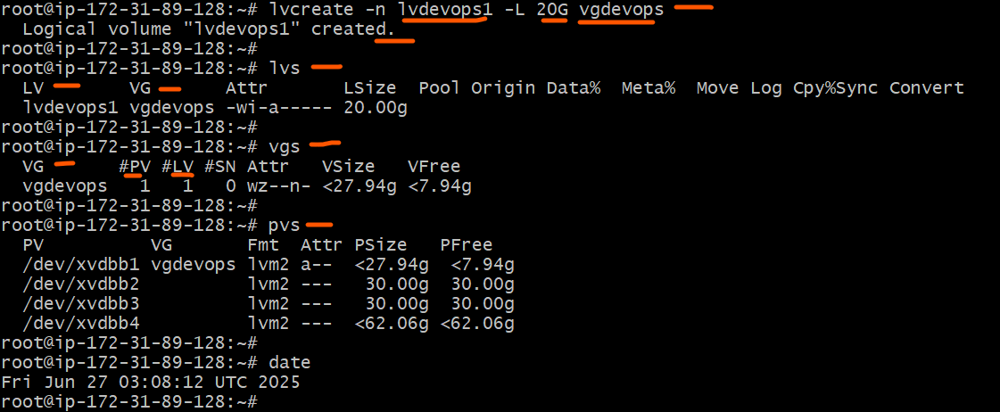 root@ip-172-31-89-128:~# lvcreate -n lvdevops1 -L 20G vgdevops
  Logical volume "lvdevops1" created.
root@ip-172-31-89-128:~#
root@ip-172-31-89-128:~# lvs
  LV        VG       Attr       LSize  Pool Origin Data%  Meta%  Move Log Cpy%Sync Convert
  lvdevops1 vgdevops -wi-a----- 20.00g
root@ip-172-31-89-128:~#
root@ip-172-31-89-128:~# vgs
  VG       #PV #LV #SN Attr   VSize   VFree
  vgdevops   1   1   0 wz--n- <27.94g <7.94g
root@ip-172-31-89-128:~#
root@ip-172-31-89-128:~# pvs
  PV          VG       Fmt  Attr PSize   PFree
  /dev/xvdbb1 vgdevops lvm2 a--  <27.94g  <7.94g
  /dev/xvdbb2          lvm2 ---   30.00g  30.00g
  /dev/xvdbb3          lvm2 ---   30.00g  30.00g
  /dev/xvdbb4          lvm2 ---  <62.06g <62.06g
root@ip-172-31-89-128:~#
root@ip-172-31-89-128:~# date
Fri Jun 27 03:08:12 UTC 2025
root@ip-172-31-89-128:~#